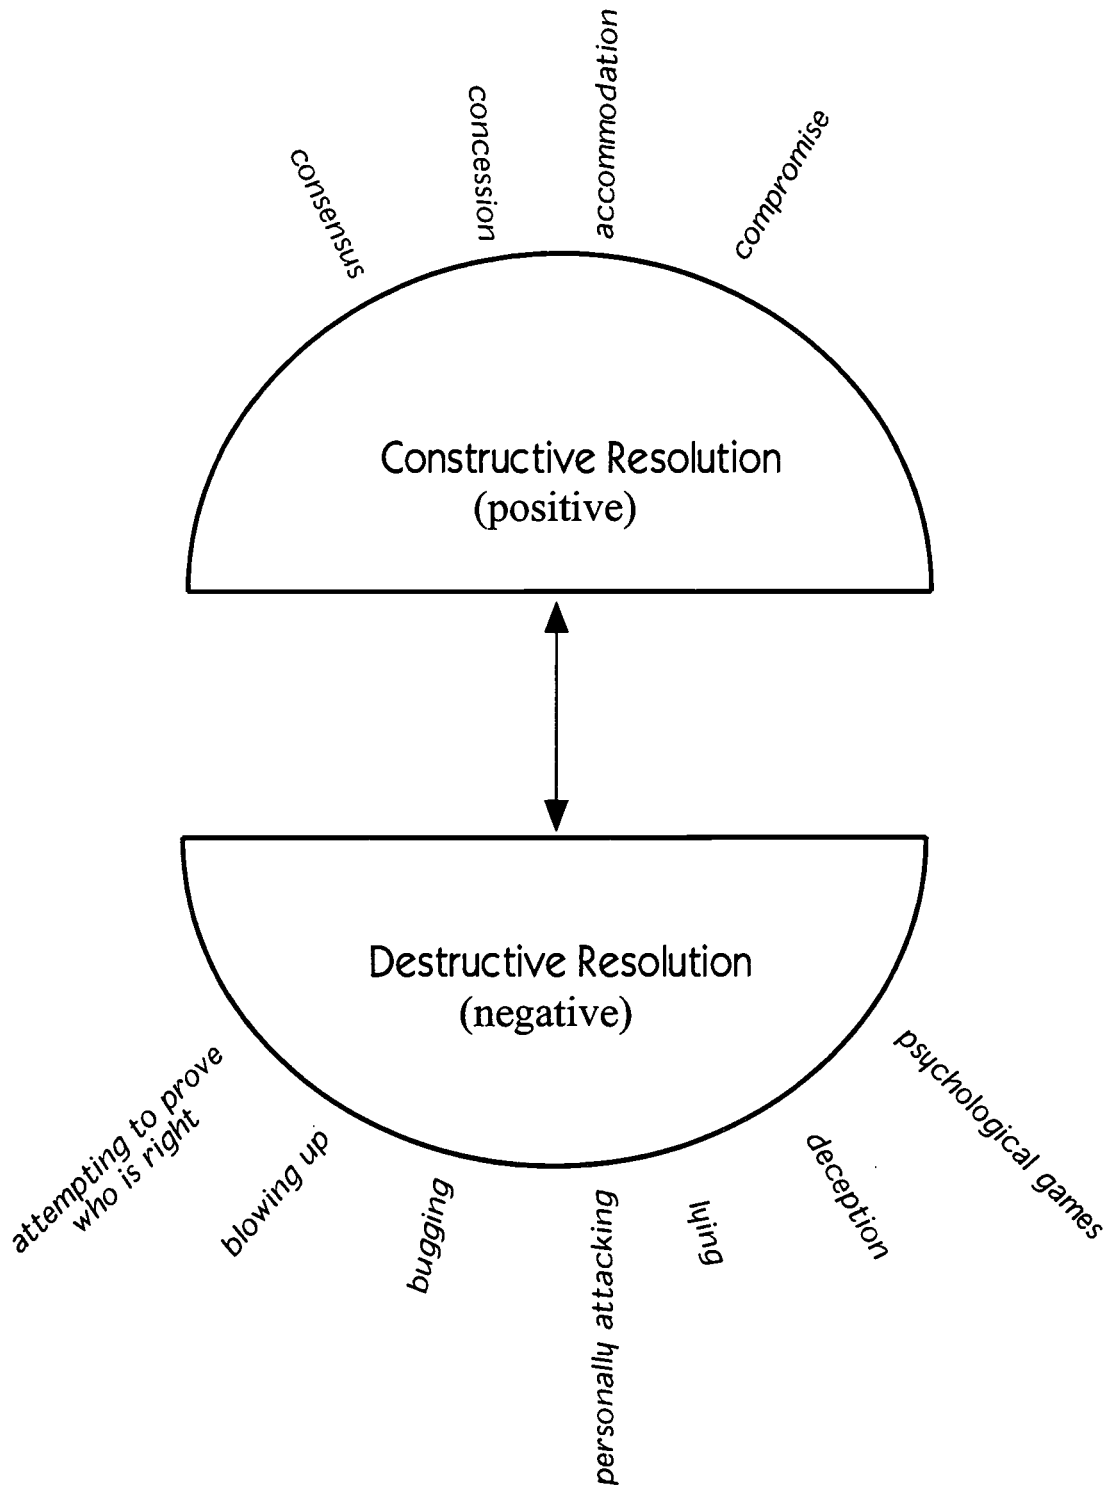 consensus
concession
accommodation
compromise
Constructive Resolution
(positive)
Destructive Resolution
(negative)
attempting to prove
who is right
blowing up
bugging
personally attacking
lying
deception
psychological games